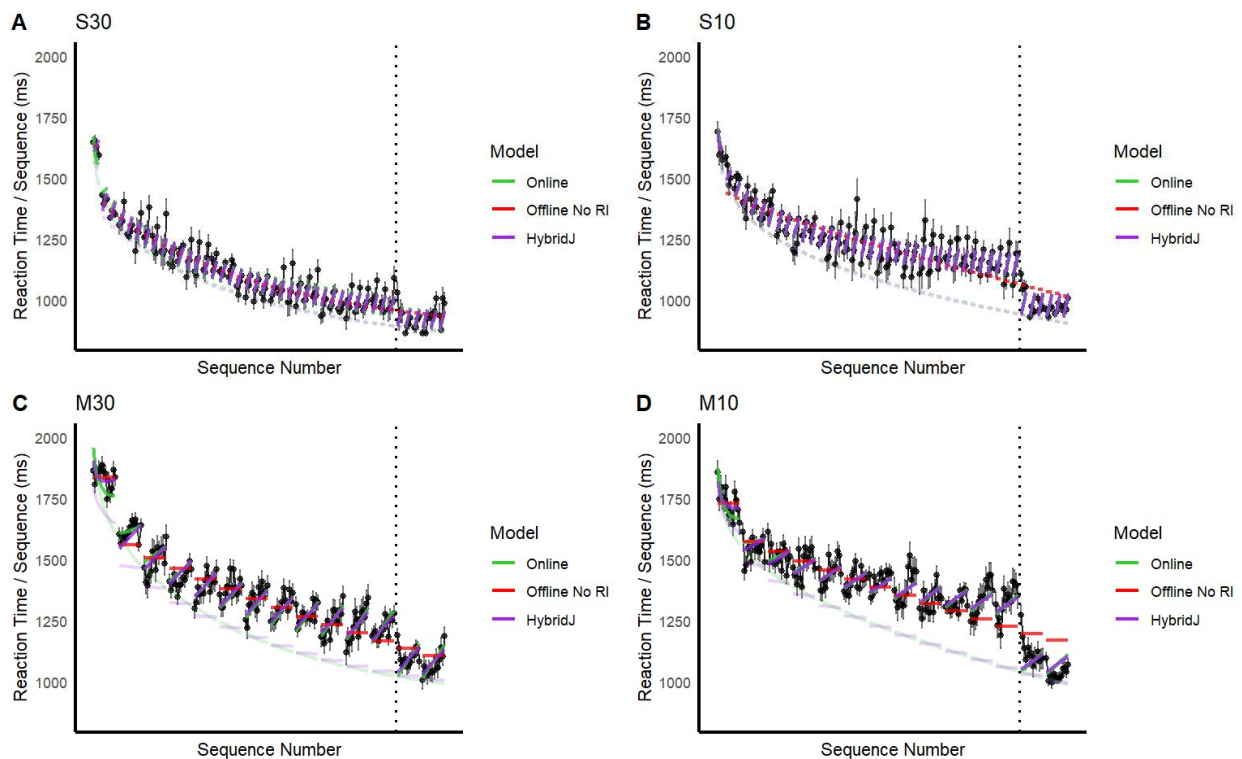 A S30
2000
1750
1500
1250
1000
Reaction Time / Sequence (ms)
Sequence Number
Model
Online
Offline No RI
HybridJ
B S10
2000
1750
1500
1250
1000
Reaction Time / Sequence (ms)
Sequence Number
Model
Online
Offline No RI
HybridJ
C M30
2000
1750
1500
1250
1000
Reaction Time / Sequence (ms)
Sequence Number
Model
Online
Offline No RI
HybridJ
D M10
2000
1750
1500
1250
1000
Reaction Time / Sequence (ms)
Sequence Number
Model
Online
Offline No RI
HybridJ